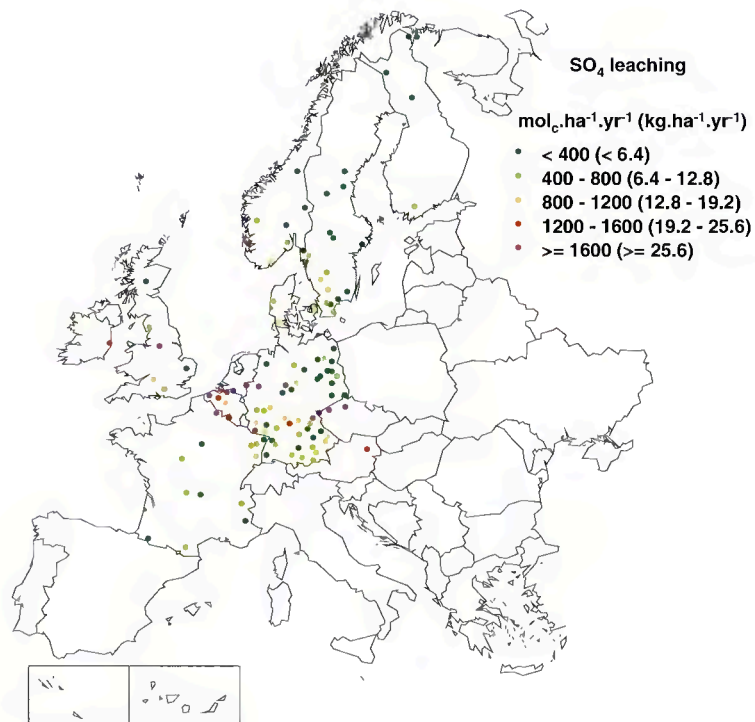 SO₄ leaching
mol_c.ha⁻¹.yr⁻¹ (kg.ha⁻¹.yr⁻¹)
< 400 (< 6.4)
400 - 800 (6.4 - 12.8)
800 - 1200 (12.8 - 19.2)
1200 - 1600 (19.2 - 25.6)
>= 1600 (>= 25.6)